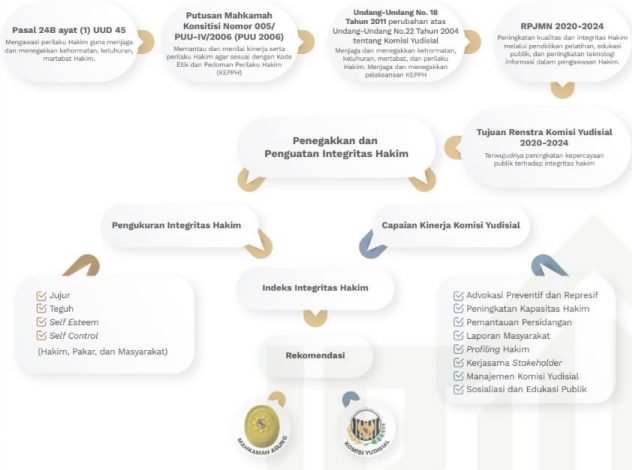 Pasal 24B ayat (1) UUD 45
Mengawasi perilaku Hakim guna menjaga
dan menegakkan kehormatan, keluhuran,
martabat Hakim.
Putusan Mahkamah
Konsitisi Nomor 005/
PUU-IV/2006 (PUU 2006)
Memantau dan menilai kinerja serta
perilaku Hakim agar sesuai dengan Kode
Etik dan Pedoman Perilaku Hakim
(KEPPH)
Undang-Undang No. 18
Tahun 2011 perubahan atas
Undang-Undang No.22 Tahun 2004
tentang Komisi Yudisial
Menjaga dan menegakkan kehormatan,
keluhuran, mertabat, dan perilaku
Hakim. Menjaga dan menegakkan
pelaksanaan KEPPH
RPJMN 2020-2024
Peningkatan kualitas dan integritas Hakim
melalui pendidikan pelatihan, edukasi
publik, dan peningkatan teknologi
informasi dalam pengawasan Hakim.
Tujuan Renstra Komisi Yudisial
2020-2024
Terwujudnya peningkatan kepercayaan
publik terhadap integritas hakim
Penegakkan dan
Penguatan Integritas Hakim
Pengukuran Integritas Hakim
Capaian Kinerja Komisi Yudisial
Jujur
Teguh
Self Esteem
Self Control
(Hakim, Pakar, dan Masyarakat)
Indeks Integritas Hakim
Rekomendasi
Advokasi Preventif dan Represif
Peningkatan Kapasitas Hakim
Pemantauan Persidangan
Laporan Masyarakat
Profiling Hakim
Kerjasama Stakeholder
Manajemen Komisi Yudisial
Sosialiasi dan Edukasi Publik
MAHKAMAH AGUNG
KOMISI YUDISIAL